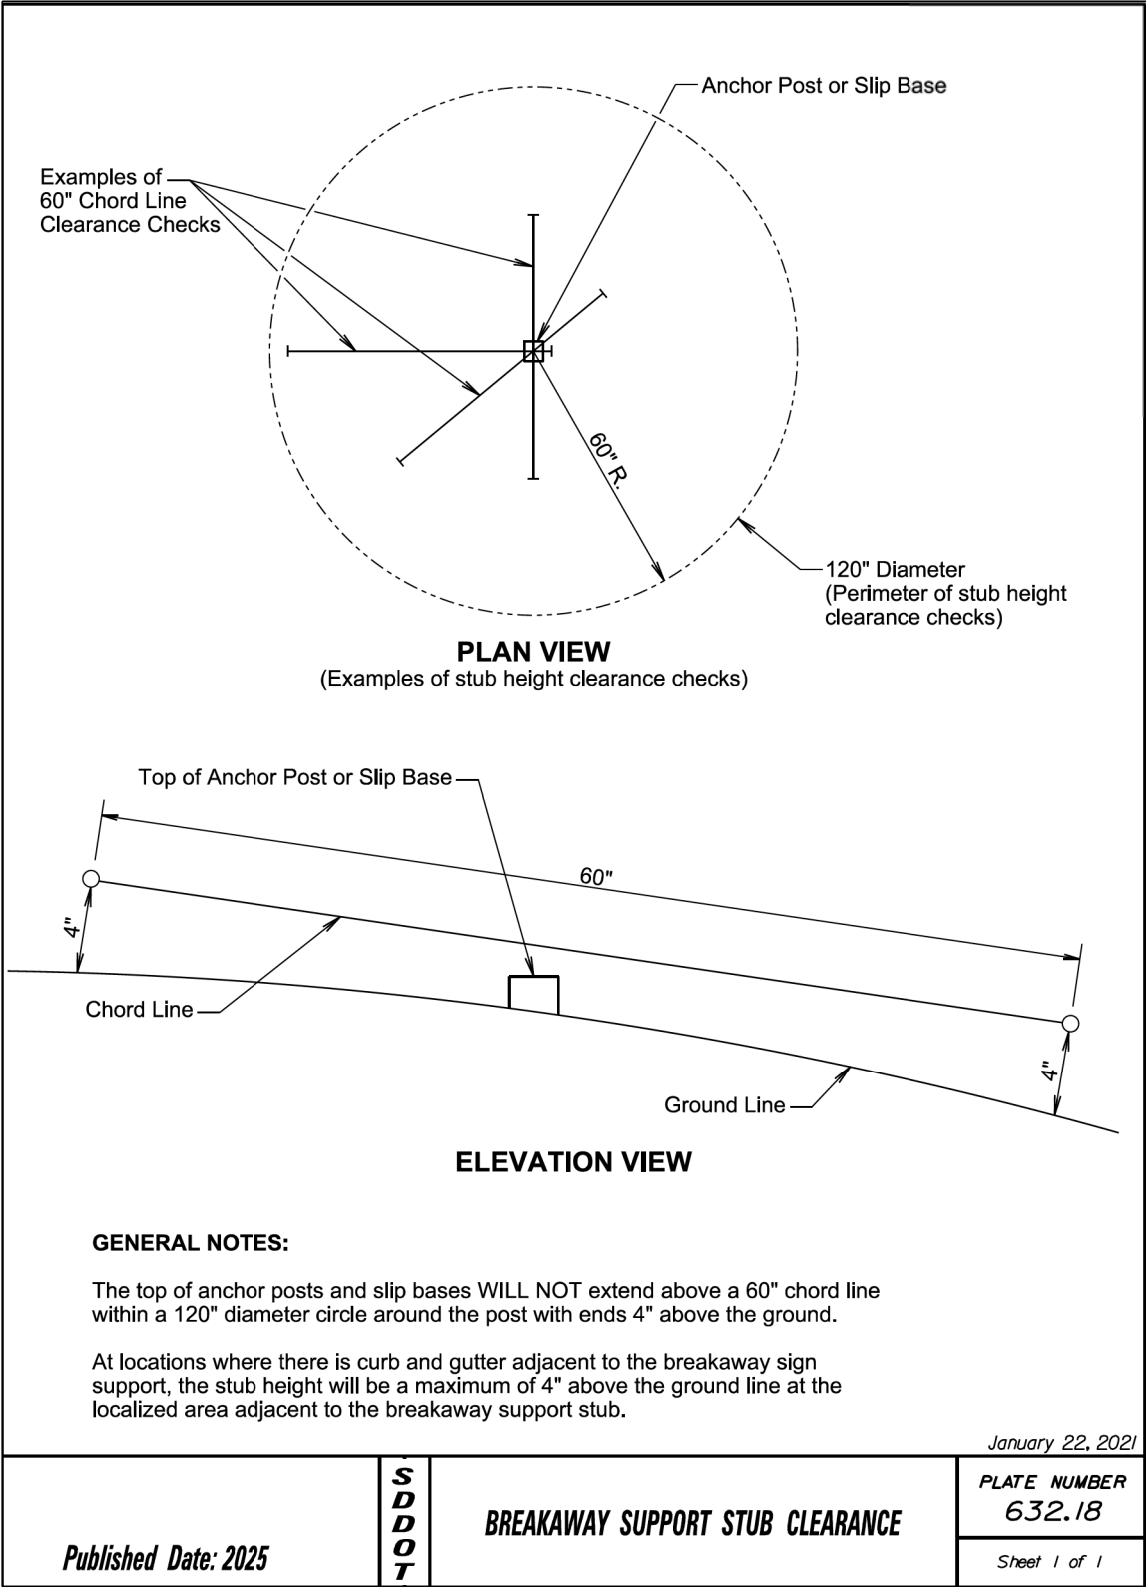 Anchor Post or Slip Base
Examples of
60" Chord Line
Clearance Checks
60" R.
120" Diameter
(Perimeter of stub height
clearance checks)
PLAN VIEW
(Examples of stub height clearance checks)
Top of Anchor Post or Slip Base
60"
4"
Chord Line
4"
Ground Line
ELEVATION VIEW
GENERAL NOTES:
The top of anchor posts and slip bases WILL NOT extend above a 60" chord line
within a 120" diameter circle around the post with ends 4" above the ground.
At locations where there is curb and gutter adjacent to the breakaway sign
support, the stub height will be a maximum of 4" above the ground line at the
localized area adjacent to the breakaway support stub.
January 22, 2021
Published Date: 2025
SDDOT
BREAKAWAY SUPPORT STUB CLEARANCE
PLATE NUMBER
632.18
Sheet 1 of 1